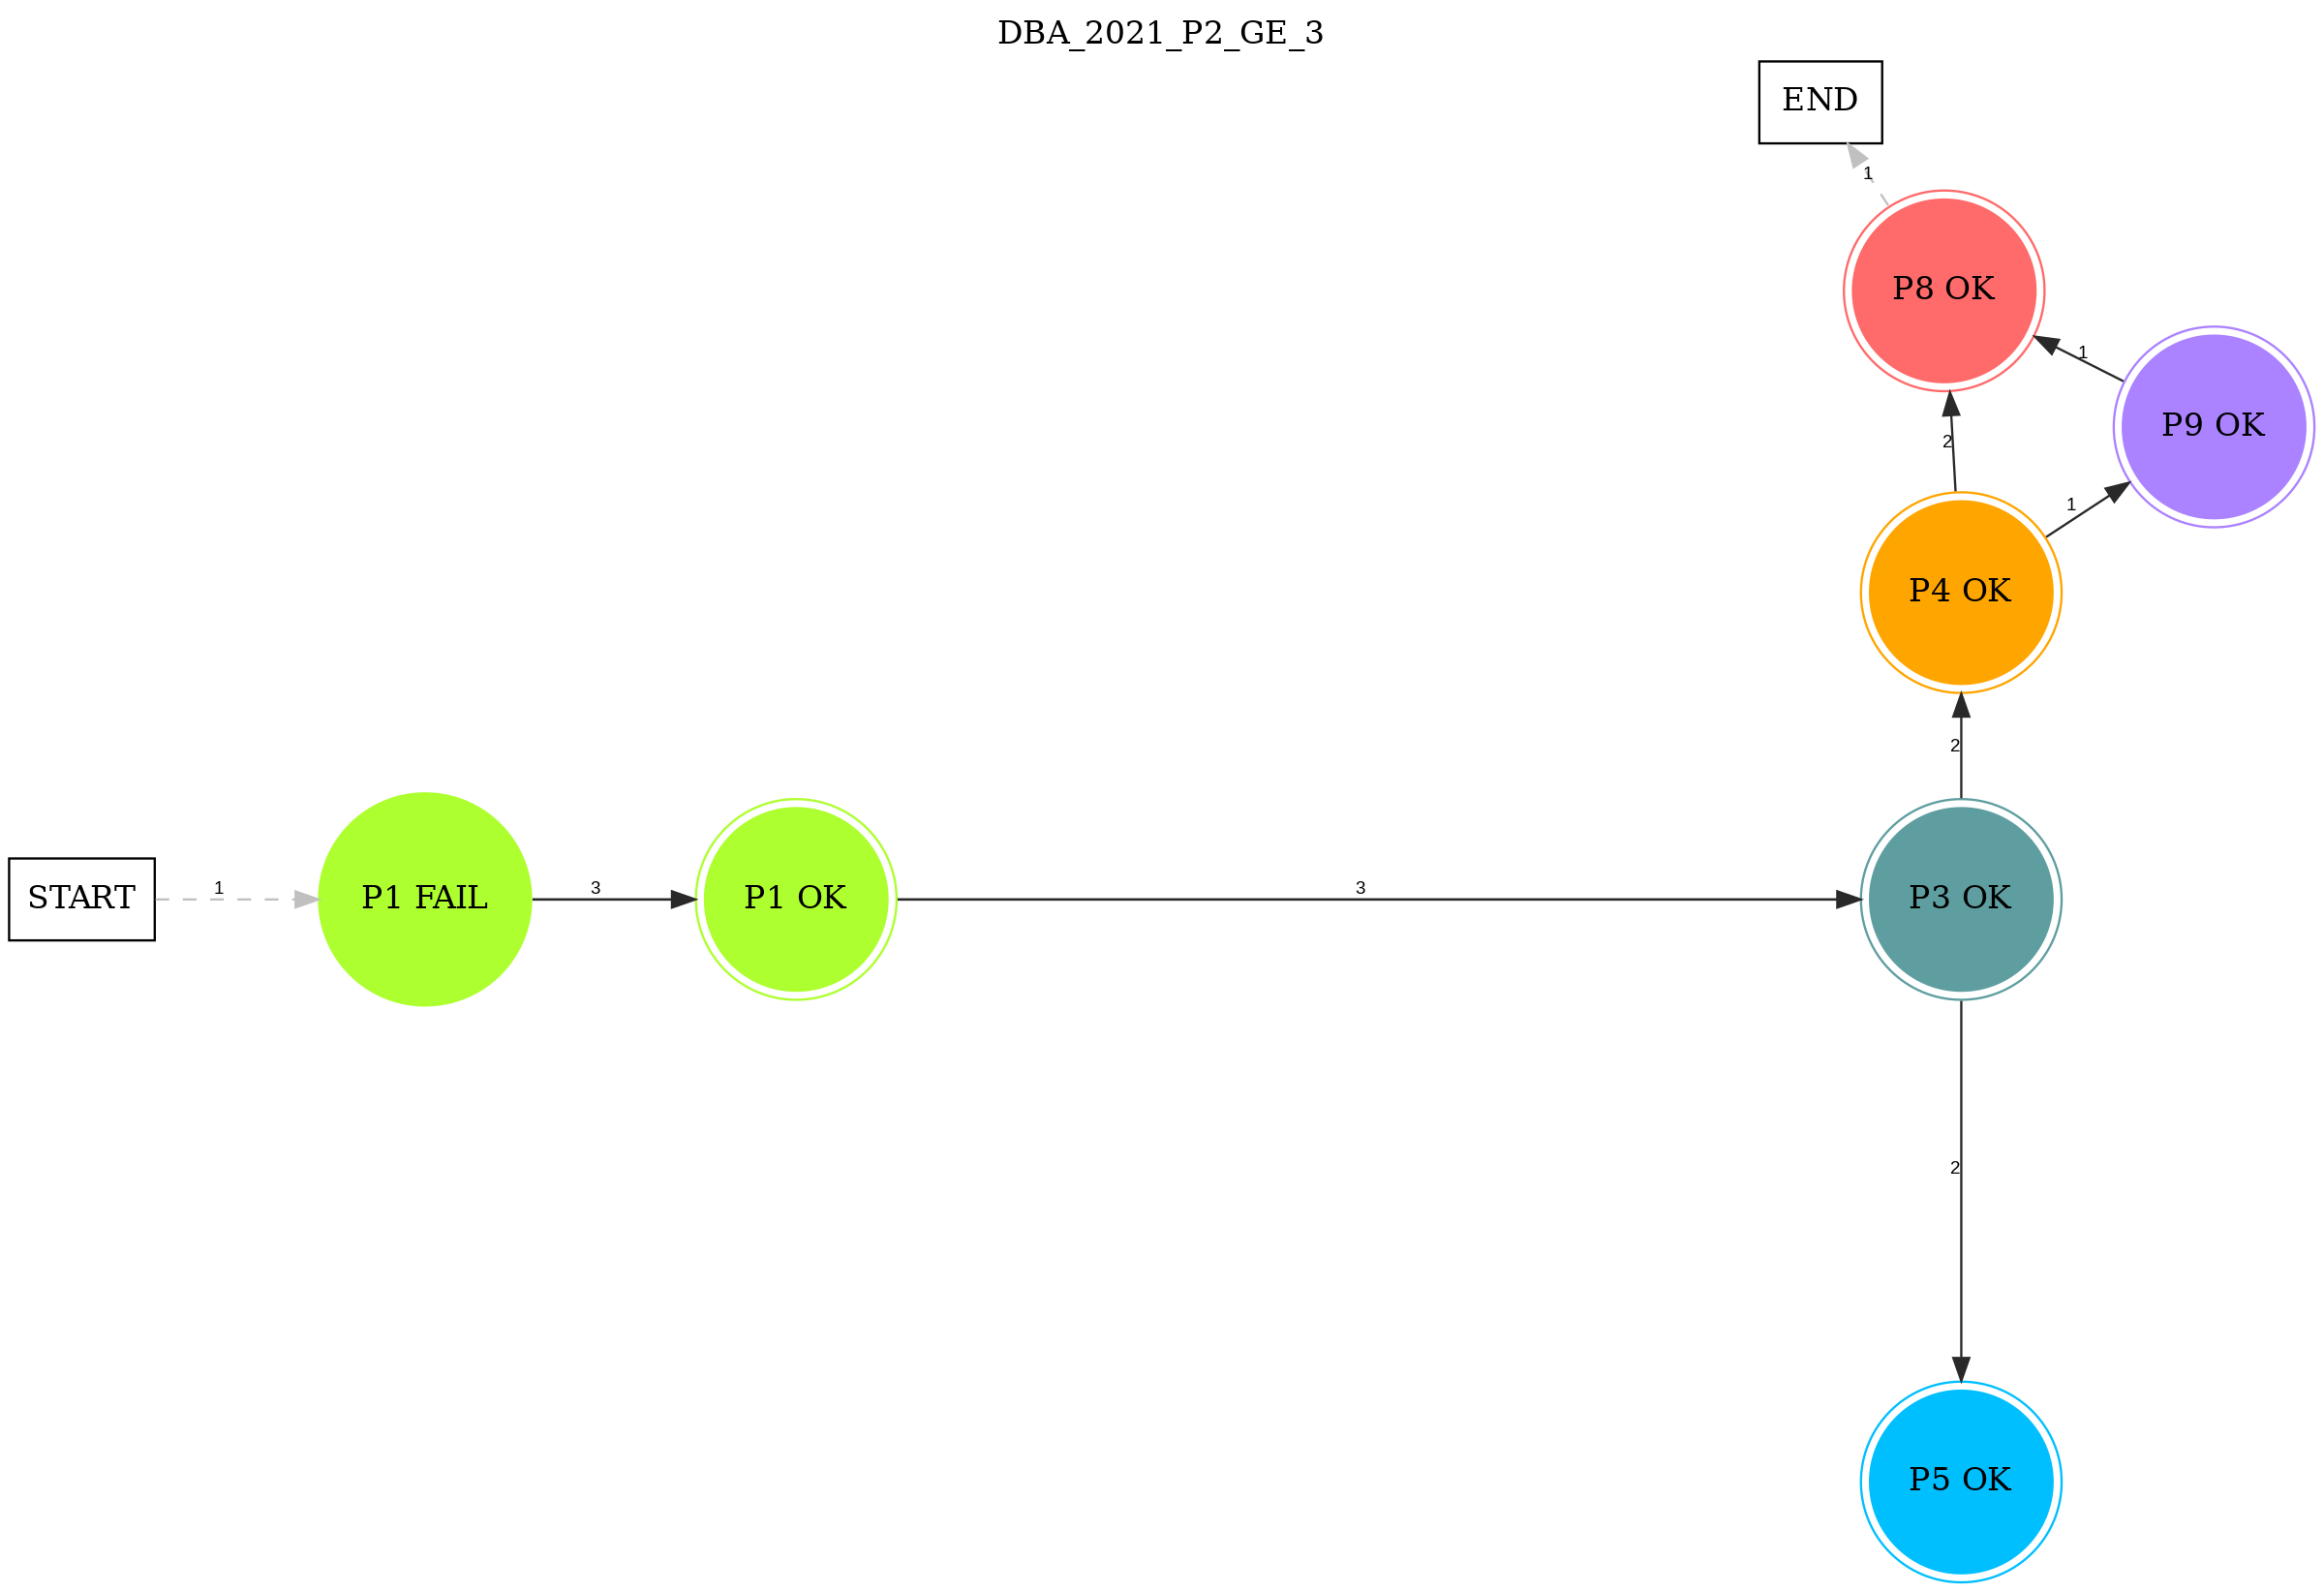 DBA_2021_P2_GE_3
END
1
P8 OK
1
P9 OK
2
1
P4 OK
2
START
1
P1 FAIL
3
P1 OK
3
P3 OK
2
P5 OK